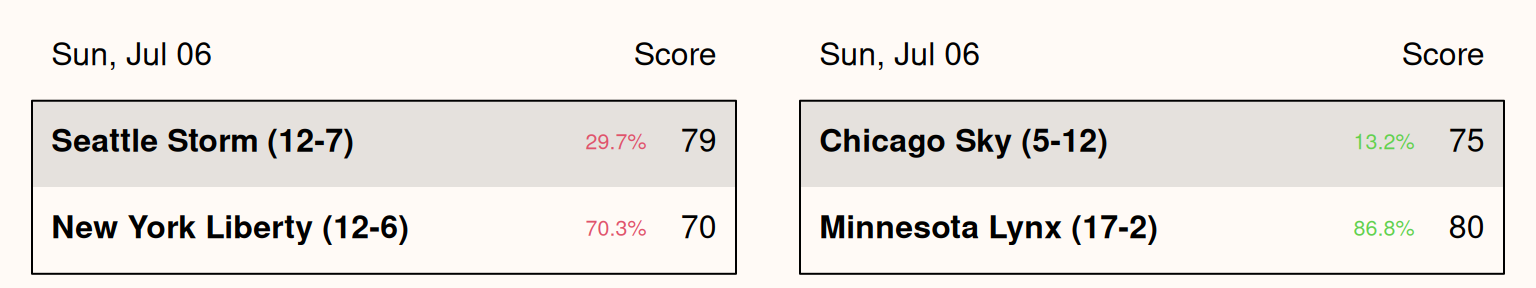 Sun, Jul 06 Score
Seattle Storm (12-7) 29.7% 79
New York Liberty (12-6) 70.3% 70
Sun, Jul 06 Score
Chicago Sky (5-12) 13.2% 75
Minnesota Lynx (17-2) 86.8% 80